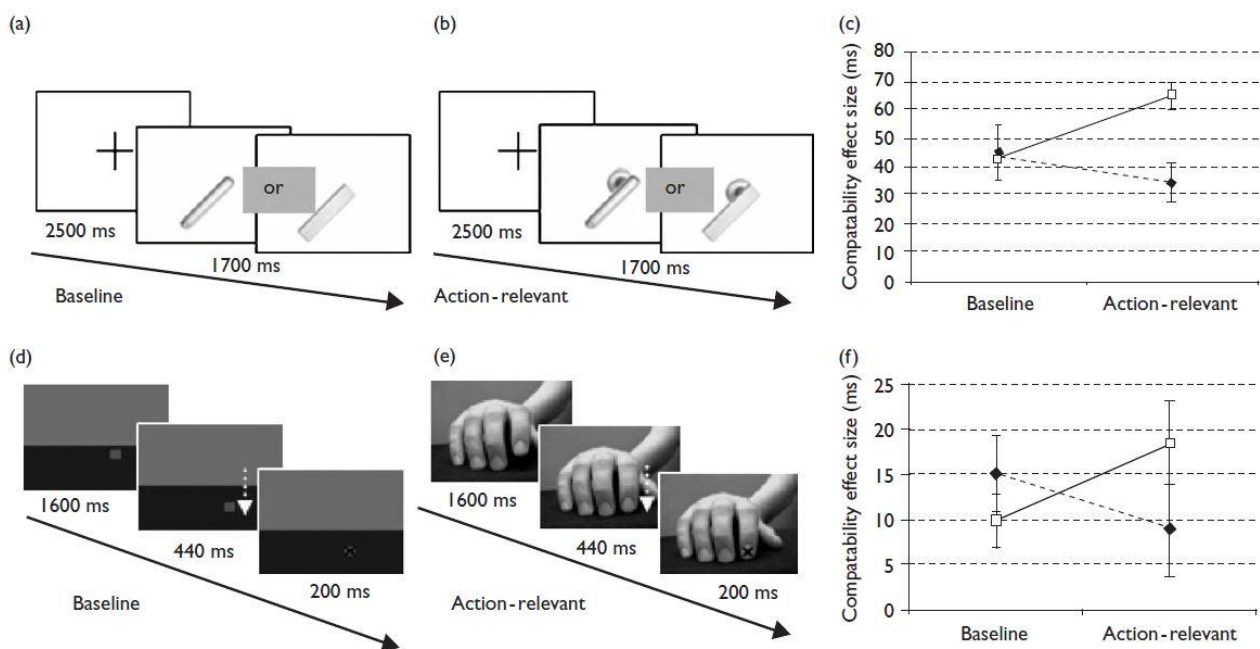 (a)
or
2500 ms
1700 ms
Baseline
(b)
or
2500 ms
1700 ms
Action-relevant
(c)
Compatability effect size (ms)
80
70
60
50
40
30
20
10
0
Baseline
Action-relevant
(d)
1600 ms
440 ms
200 ms
Baseline
(e)
1600 ms
440 ms
200 ms
Action-relevant
(f)
Compatability effect size (ms)
25
20
15
10
5
0
Baseline
Action-relevant